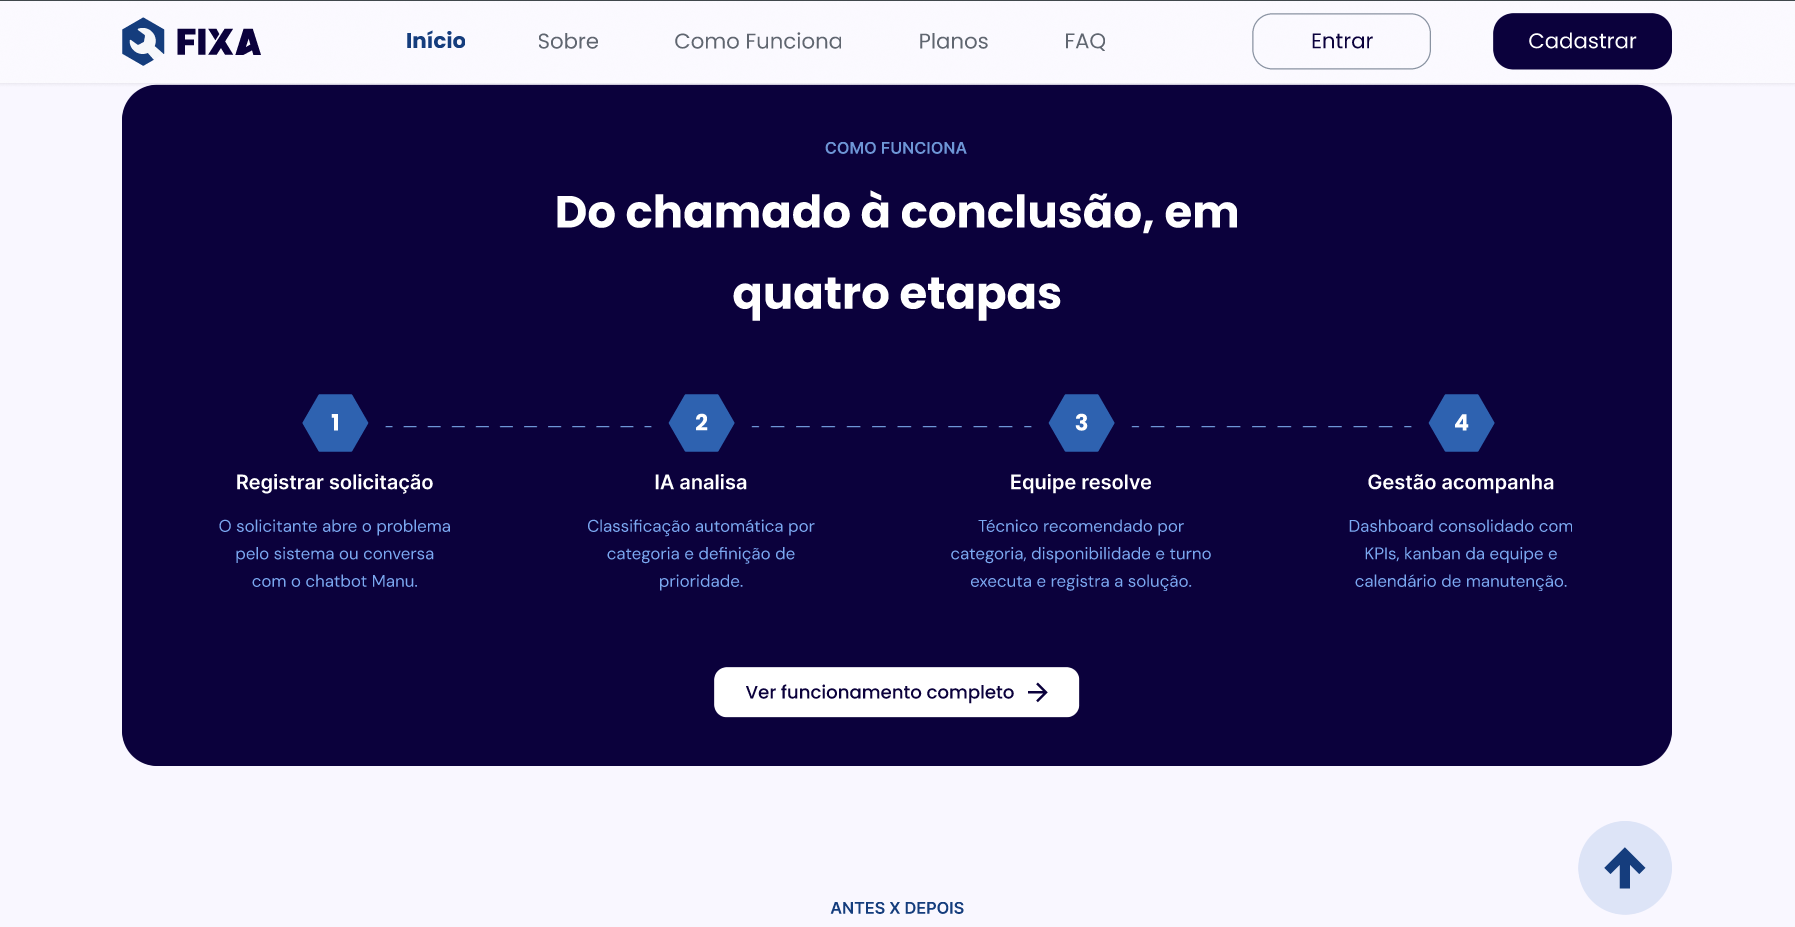 FIXA
Início
Sobre
Como Funciona
Planos
FAQ
Entrar
Cadastrar
COMO FUNCIONA
Do chamado à conclusão, em
quatro etapas
1
2
3
4
Registrar solicitação
O solicitante abre o problema
pelo sistema ou conversa
com o chatbot Manu.
IA analisa
Classificação automática por
categoria e definição de
prioridade.
Equipe resolve
Técnico recomendado por
categoria, disponibilidade e turno
executa e registra a solução.
Gestão acompanha
Dashboard consolidado com
KPIs, kanban da equipe e
calendário de manutenção.
Ver funcionamento completo
ANTES X DEPOIS